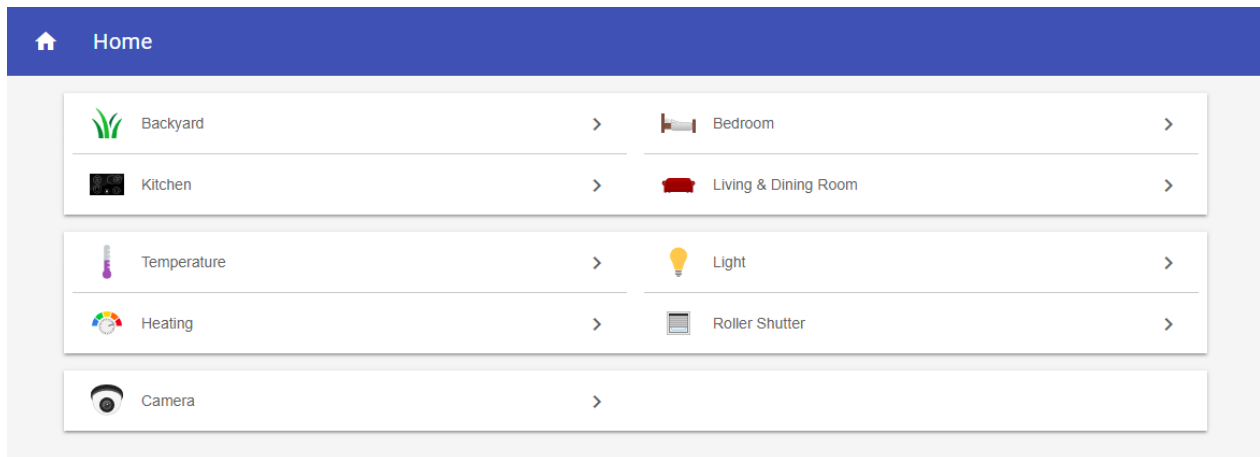 Home
Backyard
Bedroom
Kitchen
Living & Dining Room
Temperature
Light
Heating
Roller Shutter
Camera